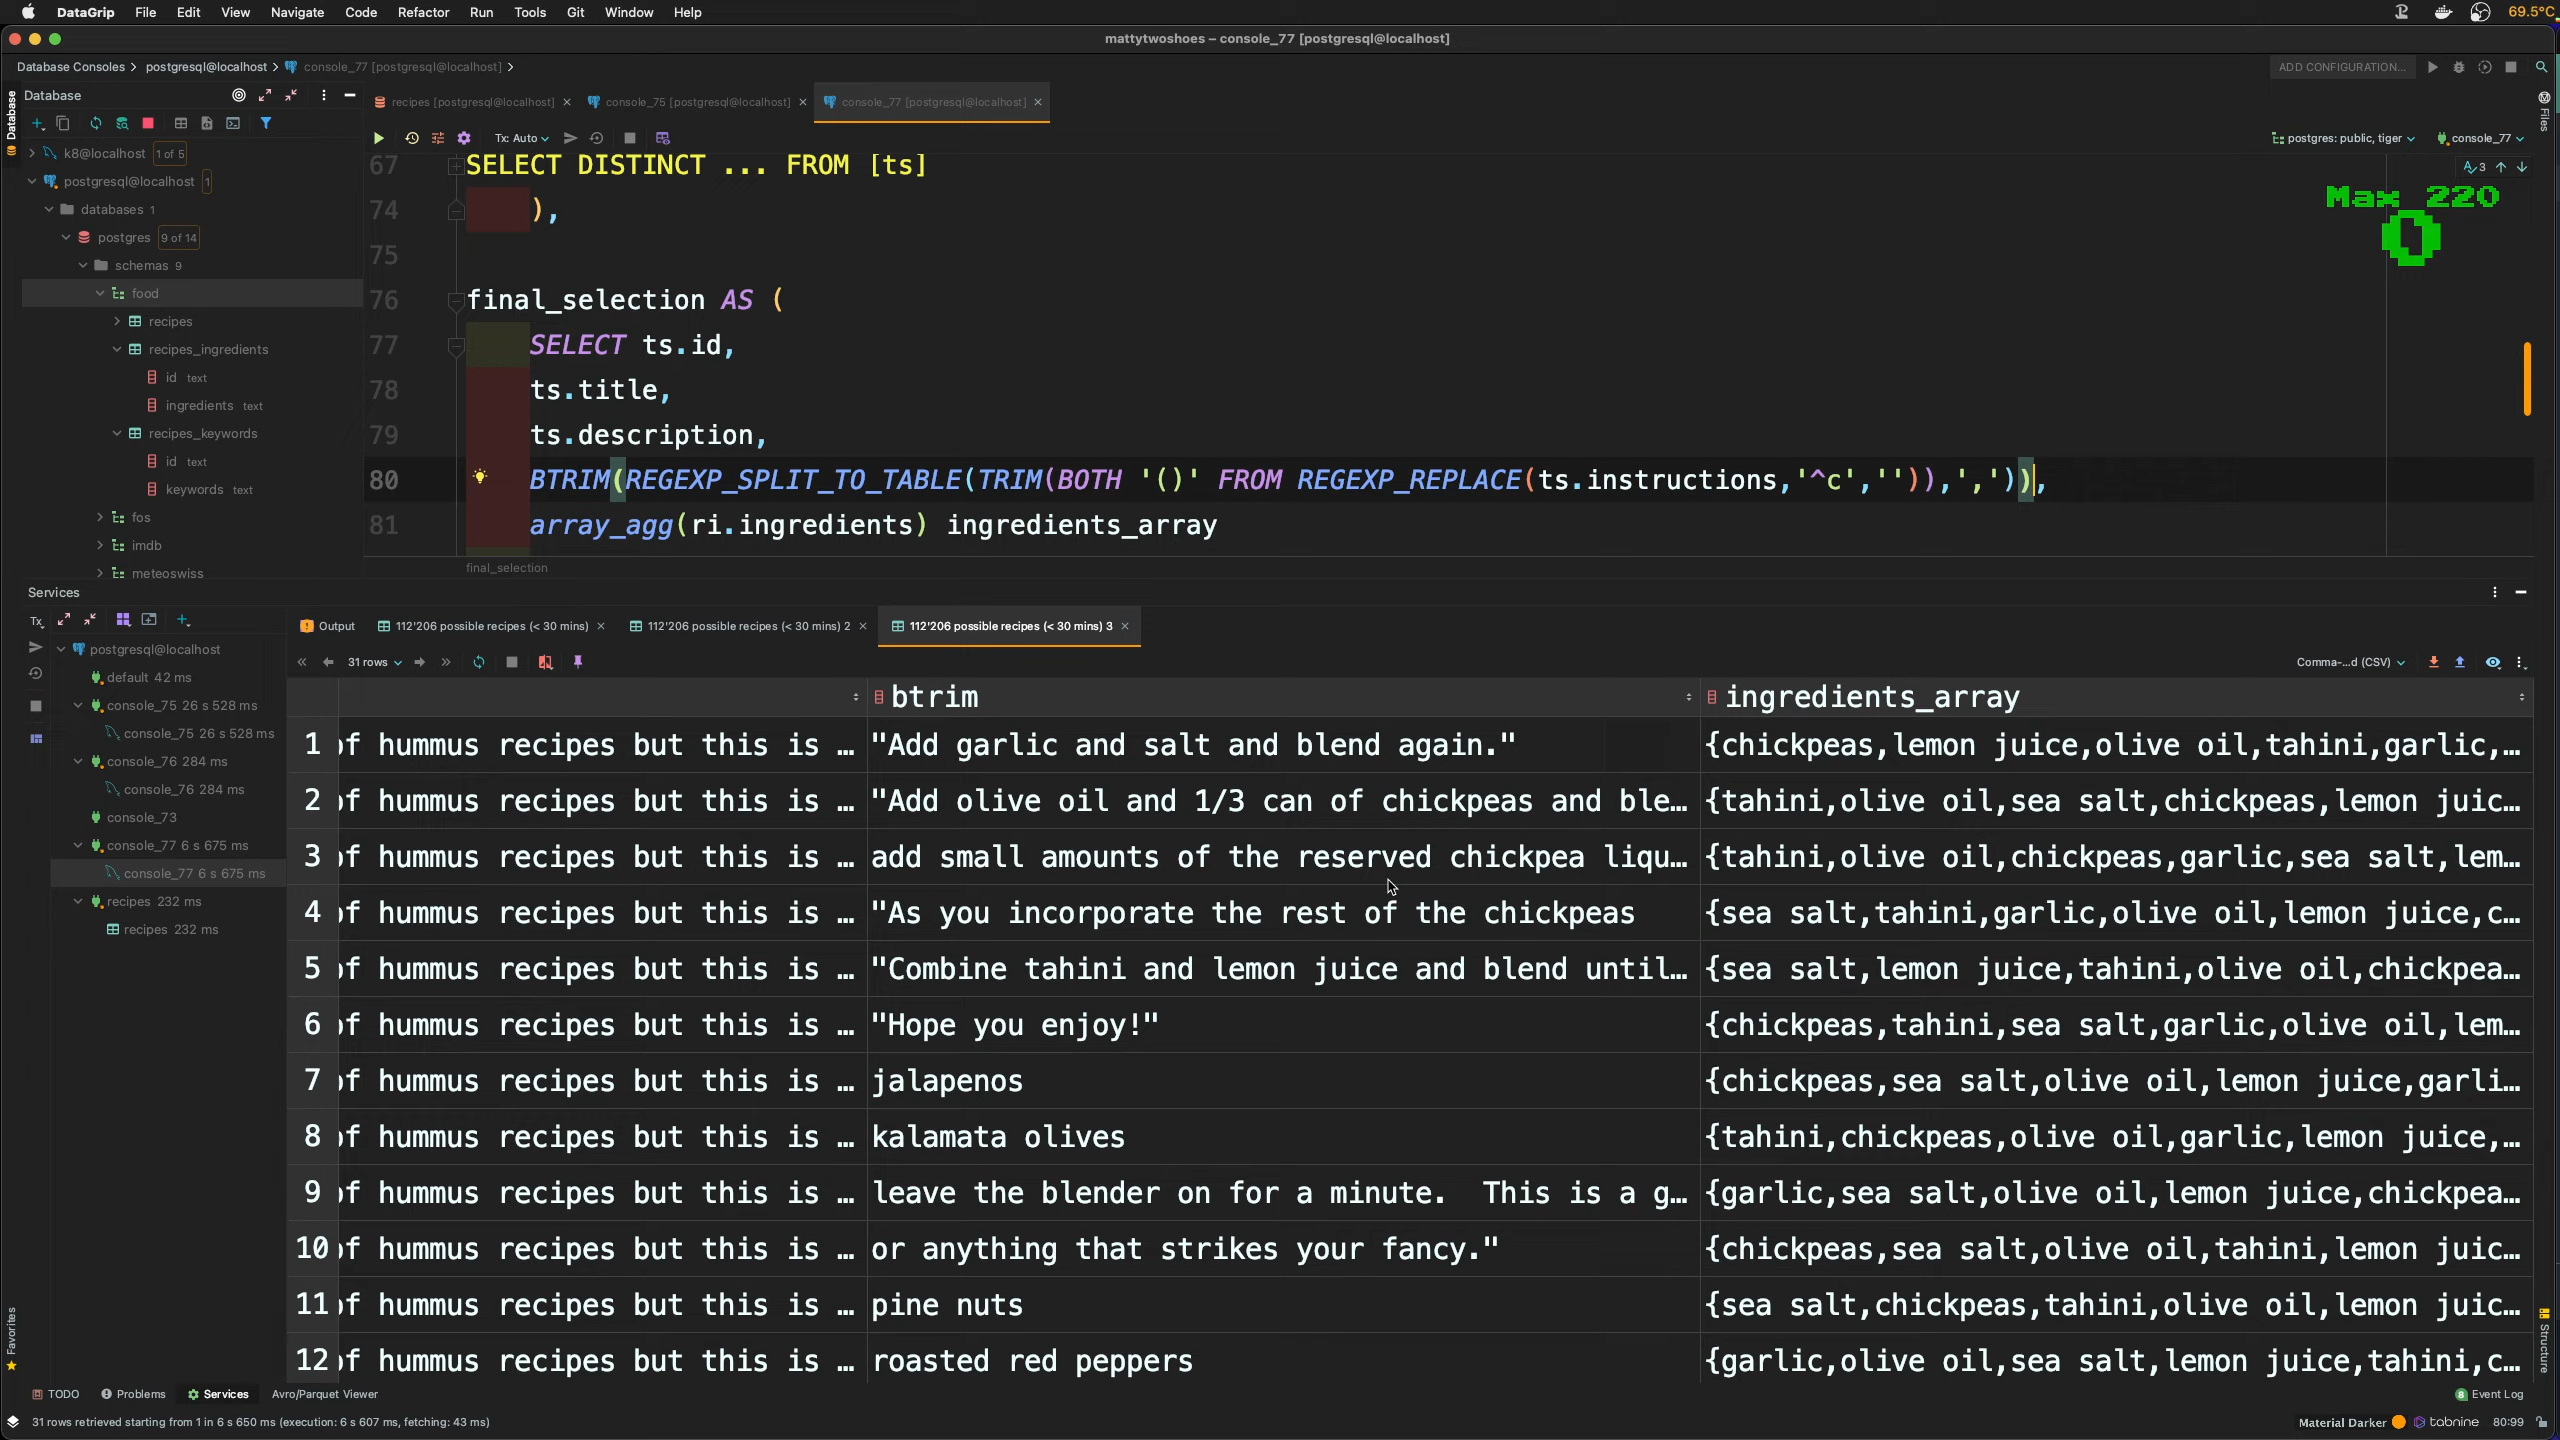 DataGrip File Edit View Navigate Code Refactor Run Tools Git Window Help 69.5°C
mattytwoshoes – console_77 [postgresql@localhost]
Database Consoles postgresql@localhost console_77 [postgresql@localhost] ADD CONFIGURATION...
Database
Database
recipes [postgresql@localhost] console_75 [postgresql@localhost] console_77 [postgresql@localhost]
Files
Tx: Auto postgres: public, tiger console_77
k8@localhost 1 of 5
postgresql@localhost 1
databases 1
postgres 9 of 14
schemas 9
food
recipes
recipes_ingredients
id text
ingredients text
recipes_keywords
id text
keywords text
fos
imdb
meteoswiss
67 SELECT DISTINCT ... FROM [ts]
74 ),
75
76 final_selection AS (
77 SELECT ts.id,
78 ts.title,
79 ts.description,
80 BTRIM(REGEXP_SPLIT_TO_TABLE(TRIM(BOTH '()' FROM REGEXP_REPLACE(ts.instructions,'^c','')),',')),
81 array_agg(ri.ingredients) ingredients_array
final_selection
3
Max 220
0
Services
Tx
postgresql@localhost
default 42 ms
console_75 26 s 528 ms
console_75 26 s 528 ms
console_76 284 ms
console_76 284 ms
console_73
console_77 6 s 675 ms
console_77 6 s 675 ms
recipes 232 ms
recipes 232 ms
Output 112'206 possible recipes (< 30 mins) 112'206 possible recipes (< 30 mins) 2 112'206 possible recipes (< 30 mins) 3
31 rows Comma-...d (CSV)
btrim ingredients_array
1 of hummus recipes but this is … "Add garlic and salt and blend again." {chickpeas,lemon juice,olive oil,tahini,garlic,…
2 of hummus recipes but this is … "Add olive oil and 1/3 can of chickpeas and ble… {tahini,olive oil,sea salt,chickpeas,lemon juic…
3 of hummus recipes but this is … add small amounts of the reserved chickpea liqu… {tahini,olive oil,chickpeas,garlic,sea salt,lem…
4 of hummus recipes but this is … "As you incorporate the rest of the chickpeas {sea salt,tahini,garlic,olive oil,lemon juice,c…
5 of hummus recipes but this is … "Combine tahini and lemon juice and blend until… {sea salt,lemon juice,tahini,olive oil,chickpea…
6 of hummus recipes but this is … "Hope you enjoy!" {chickpeas,tahini,sea salt,garlic,olive oil,lem…
7 of hummus recipes but this is … jalapenos {chickpeas,sea salt,olive oil,lemon juice,garli…
8 of hummus recipes but this is … kalamata olives {tahini,chickpeas,olive oil,garlic,lemon juice,…
9 of hummus recipes but this is … leave the blender on for a minute.  This is a g… {garlic,sea salt,olive oil,lemon juice,chickpea…
10 of hummus recipes but this is … or anything that strikes your fancy." {chickpeas,sea salt,olive oil,tahini,lemon juic…
11 of hummus recipes but this is … pine nuts {sea salt,chickpeas,tahini,olive oil,lemon juic…
12 of hummus recipes but this is … roasted red peppers {garlic,olive oil,sea salt,lemon juice,tahini,c…
Favorites
Structure
TODO Problems Services Avro/Parquet Viewer 8 Event Log
31 rows retrieved starting from 1 in 6 s 650 ms (execution: 6 s 607 ms, fetching: 43 ms) Material Darker tabnine 80:99